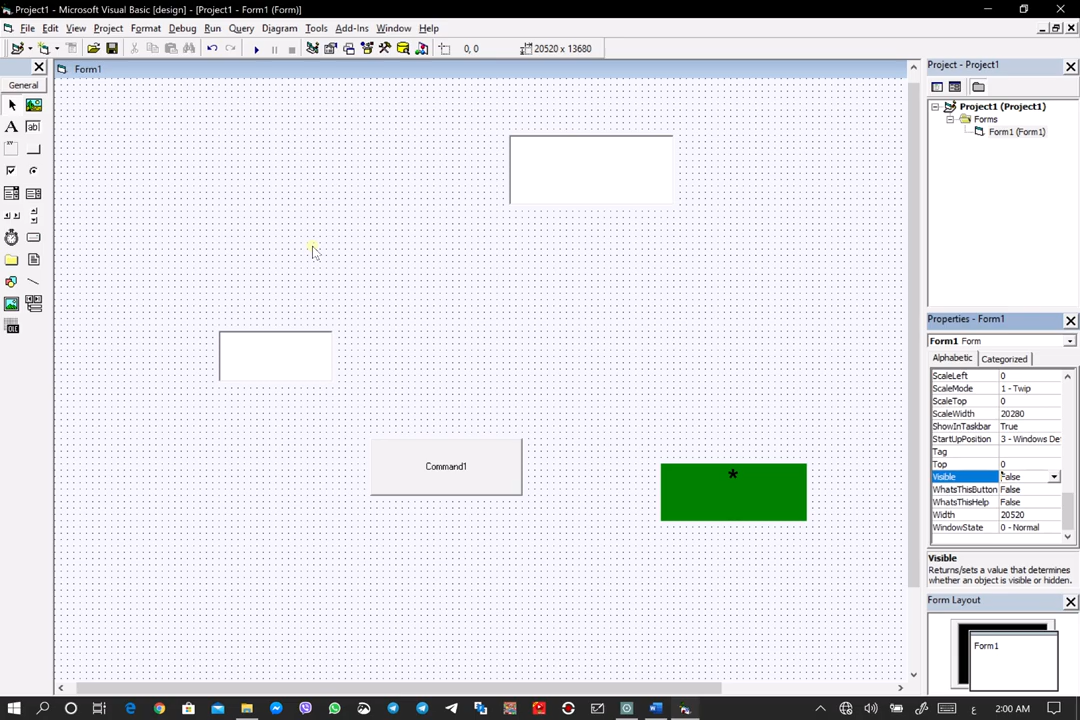 Project1 - Microsoft Visual Basic [design] - [Project1 - Form1 (Form)]
File Edit View Project Format Debug Run Query Diagram Tools Add-Ins Window Help
0, 0 20520 x 13680
General
Form1
A ab|
Command1
*
Project - Project1
Project1 (Project1)
Forms
Form1 (Form1)
Properties - Form1
Form1 Form
Alphabetic Categorized
ScaleLeft 0
ScaleMode 1 - Twip
ScaleTop 0
ScaleWidth 20280
ShowInTaskbar True
StartUpPosition 3 - Windows De
Tag
Top 0
Visible False
WhatsThisButton False
WhatsThisHelp False
Width 20520
WindowState 0 - Normal
Visible
Returns/sets a value that determines
whether an object is visible or hidden.
Form Layout
Form1
ع 2:00 AM